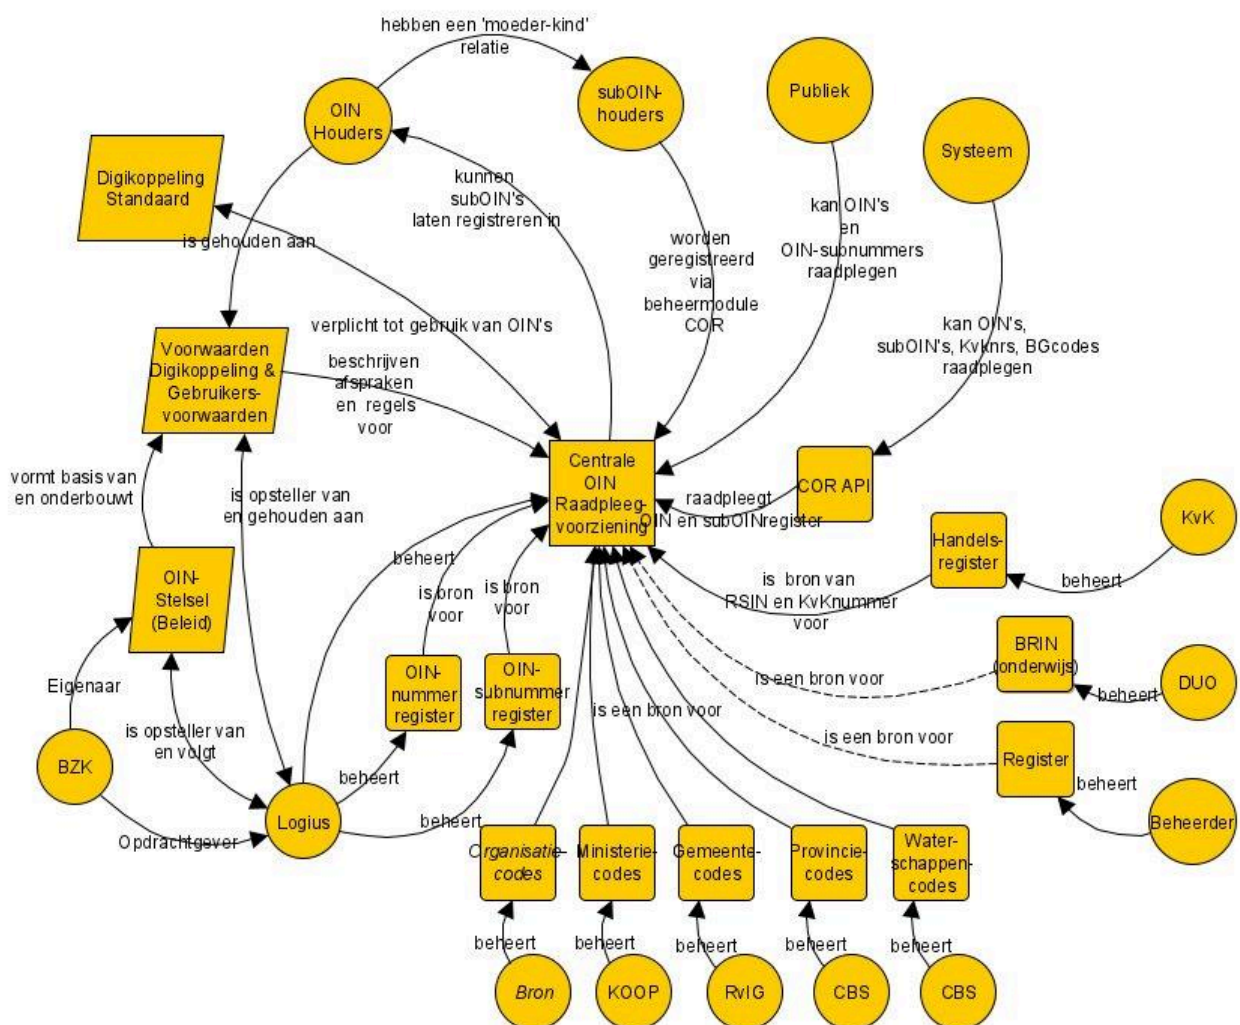 hebben een 'moeder-kind'
relatie
OIN
Houders
subOIN-
houders
Publiek
Systeem
Digikoppeling
Standaard
kunnen
subOIN's
laten registreren in
is gehouden aan
worden
geregistreerd
via
beheermodule
COR
kan OIN's
en
OIN-subnummers
raadplegen
kan OIN's,
subOIN's, Kvknrs, BGcodes
raadplegen
verplicht tot gebruik van OIN's
Voorwaarden
Digikoppeling &
Gebruikers-
voorwaarden
beschrijven
afspraken
en regels
voor
Centrale
OIN
Raadpleeg-
voorziening
COR API
raadpleegt
OIN en subOINregister
vormt basis van
en onderbouwt
is opsteller van
en gehouden aan
beheert
is bron
voor
is bron
voor
Handels-
register
KvK
beheert
is bron van
RSIN en KvKnummer
voor
OIN-
Stelsel
(Beleid)
Eigenaar
is opsteller van
en volgt
OIN-
nummer
register
OIN-
subnummer
register
is een bron voor
BRIN
(onderwijs)
beheert
DUO
is een bron voor
is een bron voor
Register
beheert
Beheerder
BZK
Opdrachtgever
Logius
beheert
beheert
Organisatie-
codes
Ministerie-
codes
Gemeente-
codes
Provincie-
codes
Water-
schappen-
codes
beheert
beheert
beheert
beheert
beheert
Bron
KOOP
RvIG
CBS
CBS